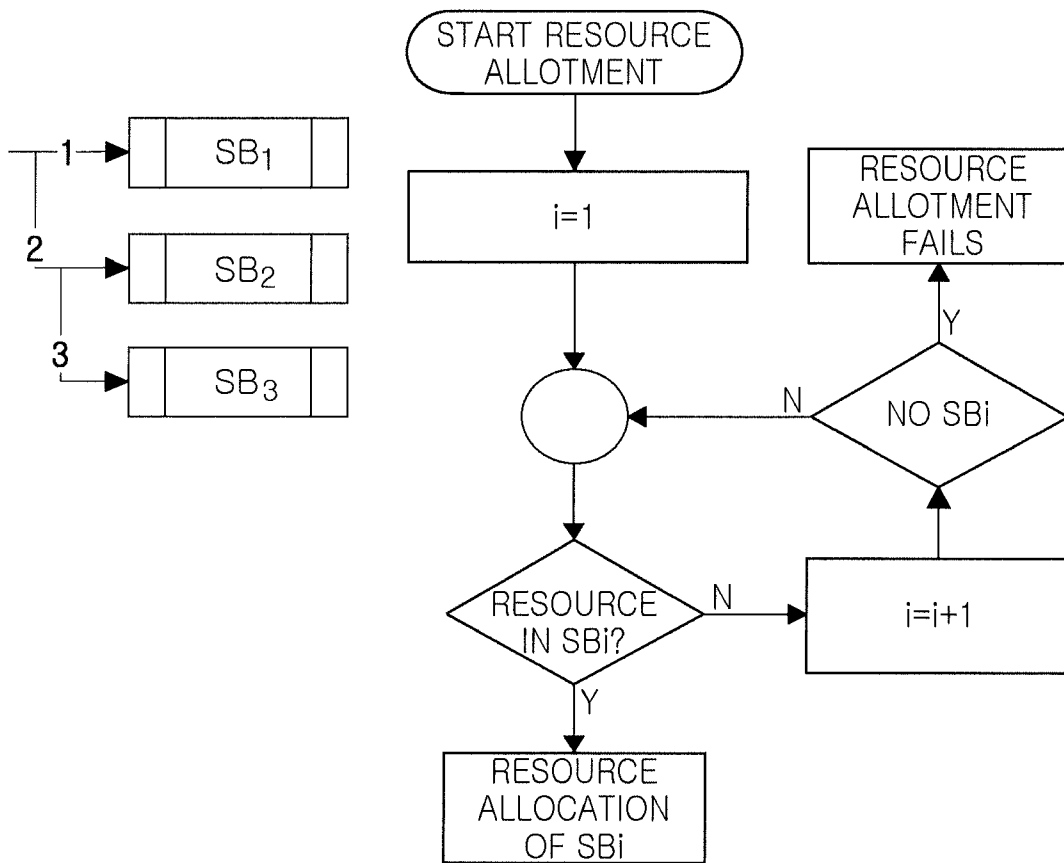 START RESOURCE
ALLOTMENT
1
SB1
i=1
RESOURCE
ALLOTMENT
FAILS
2
SB2
Y
3
SB3
N
NO SBi
RESOURCE
IN SBi?
N
i=i+1
Y
RESOURCE
ALLOCATION
OF SBi